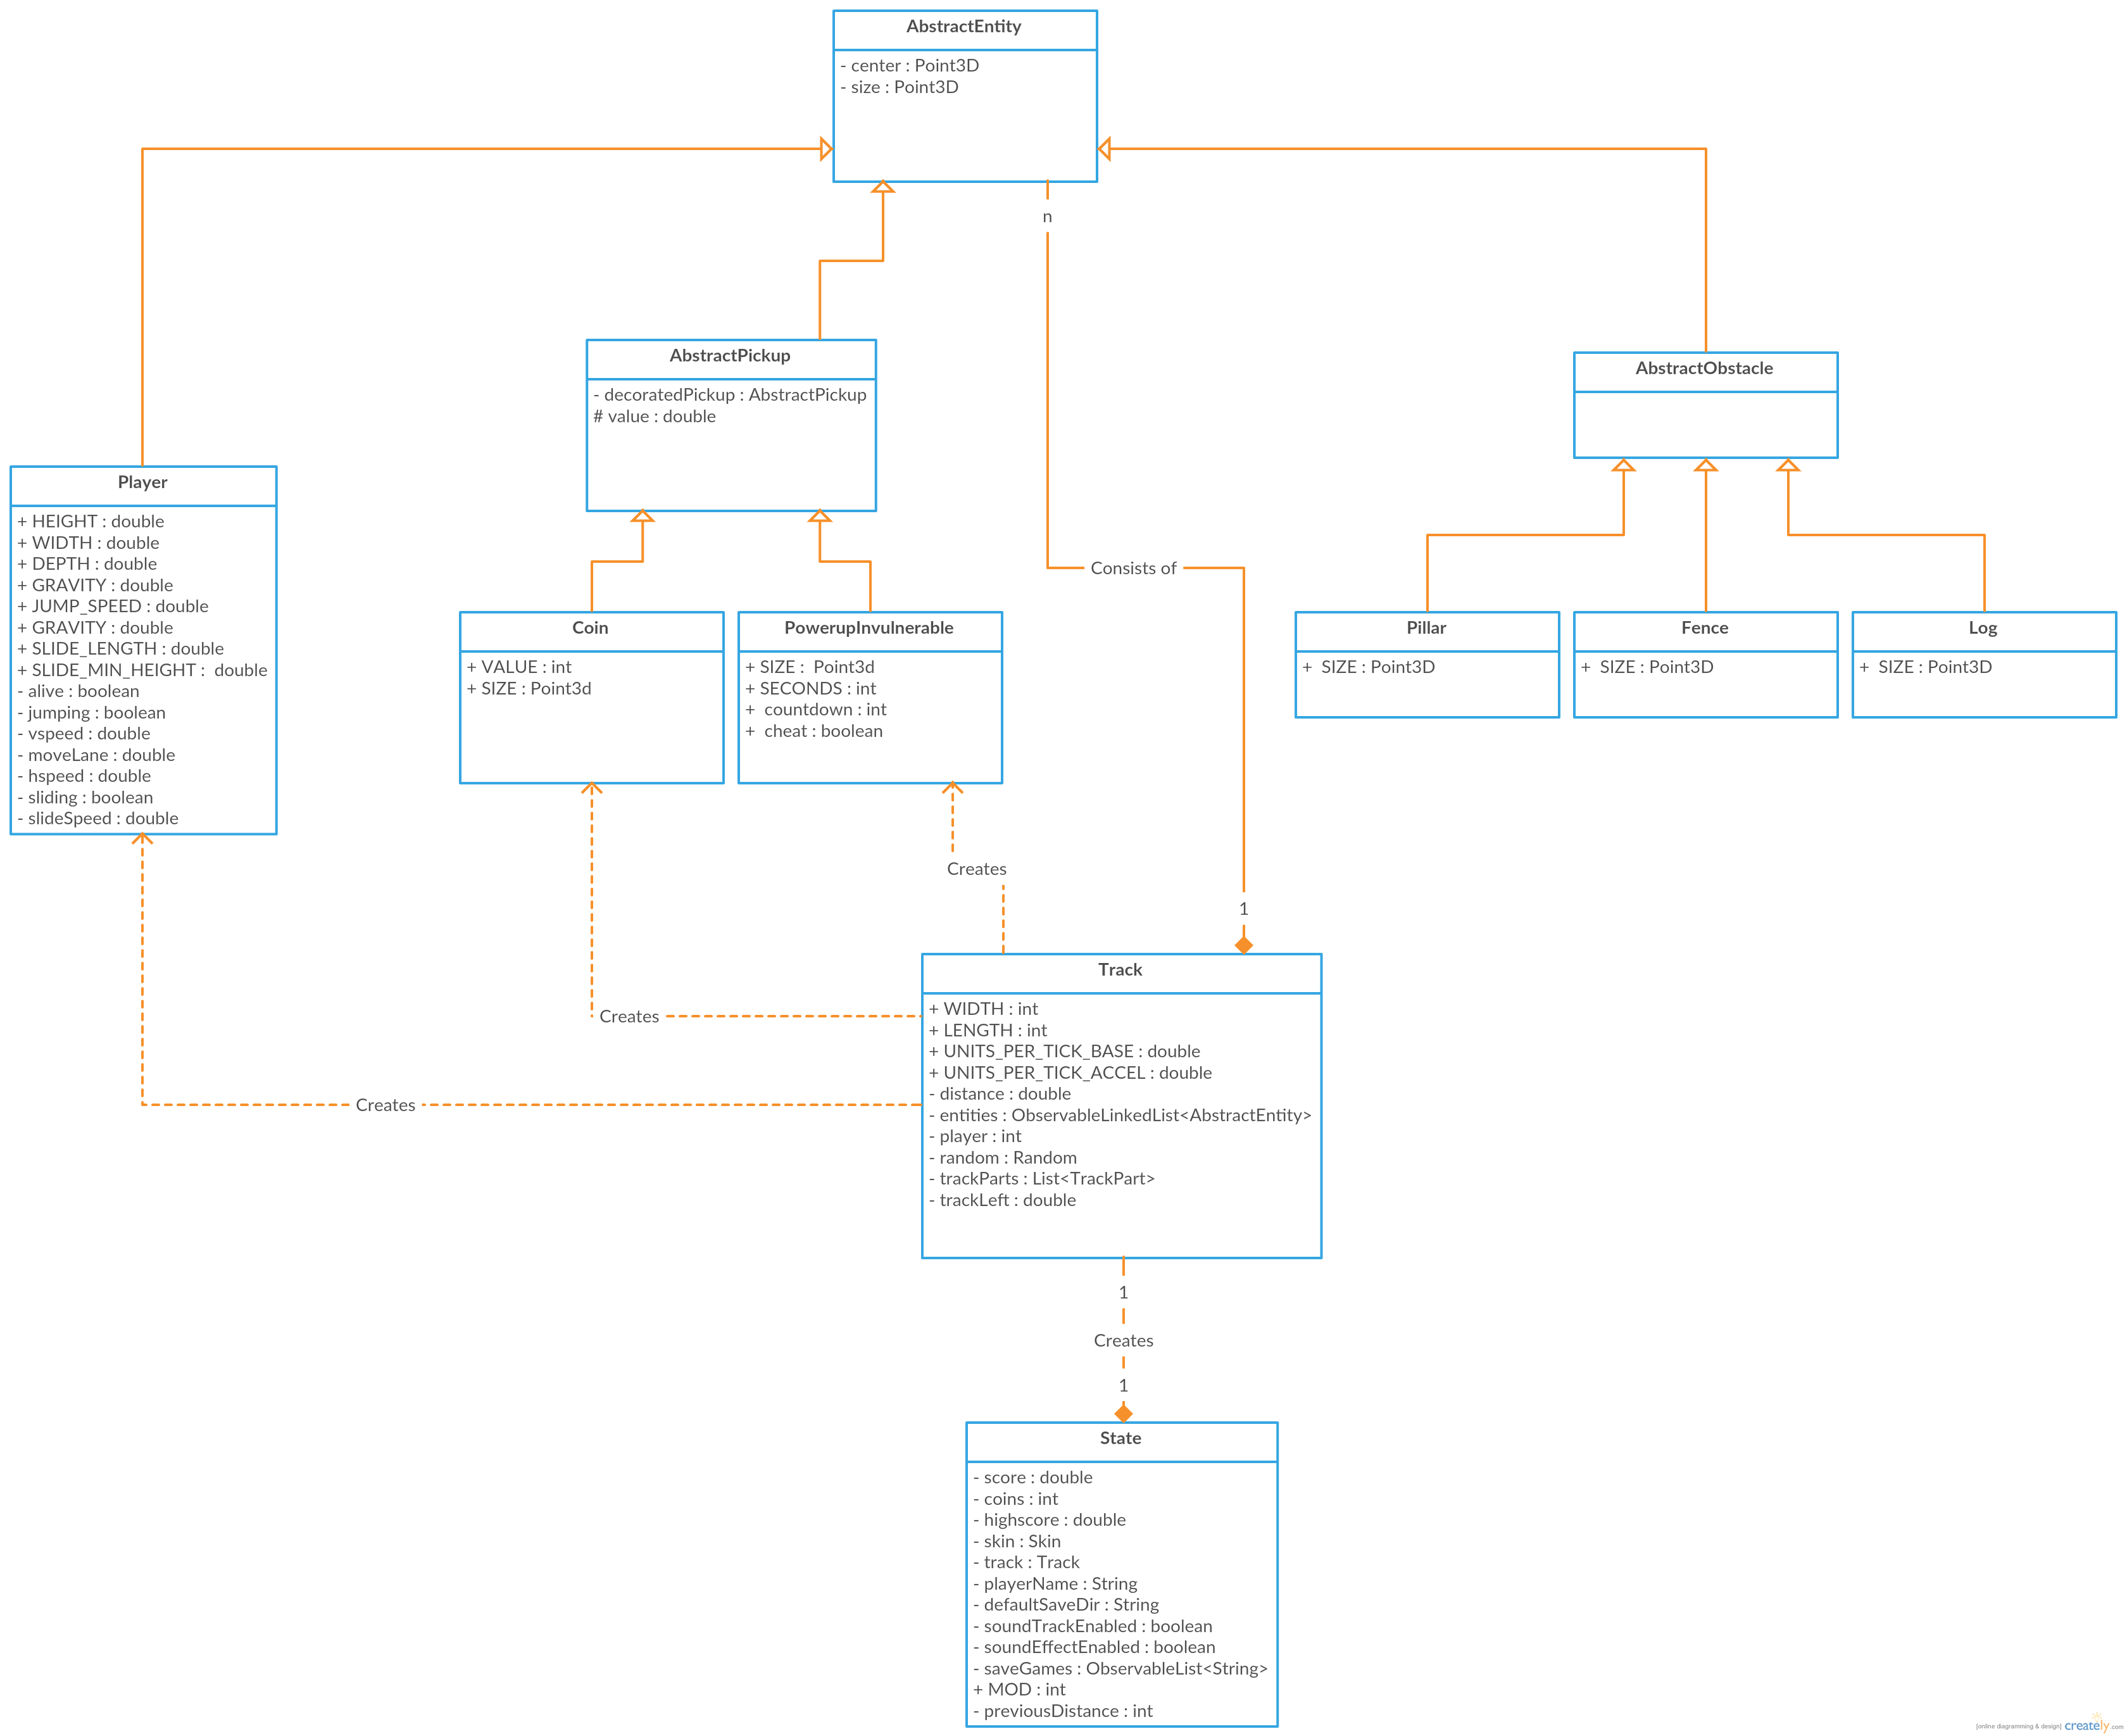 AbstractEntity
- center : Point3D
- size : Point3D
n
AbstractPickup
- decoratedPickup : AbstractPickup
# value : double
AbstractObstacle
Player
+ HEIGHT : double
+ WIDTH : double
+ DEPTH : double
+ GRAVITY : double
+ JUMP_SPEED : double
+ GRAVITY : double
+ SLIDE_LENGTH : double
+ SLIDE_MIN_HEIGHT :  double
- alive : boolean
- jumping : boolean
- vspeed : double
- moveLane : double
- hspeed : double
- sliding : boolean
- slideSpeed : double
Consists of
Coin
+ VALUE : int
+ SIZE : Point3d
PowerupInvulnerable
+ SIZE :  Point3d
+ SECONDS : int
+  countdown : int
+  cheat : boolean
Pillar
+  SIZE : Point3D
Fence
+  SIZE : Point3D
Log
+  SIZE : Point3D
Creates
1
Creates
Creates
Track
+ WIDTH : int
+ LENGTH : int
+ UNITS_PER_TICK_BASE : double
+ UNITS_PER_TICK_ACCEL : double
- distance : double
- entities : ObservableLinkedList<AbstractEntity>
- player : int
- random : Random
- trackParts : List<TrackPart>
- trackLeft : double
1
Creates
1
State
- score : double
- coins : int
- highscore : double
- skin : Skin
- track : Track
- playerName : String
- defaultSaveDir : String
- soundTrackEnabled : boolean
- soundEffectEnabled : boolean
- saveGames : ObservableList<String>
+ MOD : int
- previousDistance : int
[online diagramming & design] creately.com